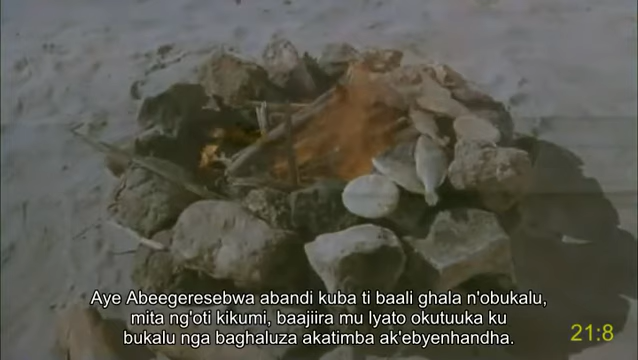 Aye Abeegeresebwa abandi kuba ti baali ghala n'obukalu,
mita ng'oti kikumi, baajiira mu lyato okutuuka ku
bukalu nga baghaluza akatimba ak'ebyenhandha.
21:8